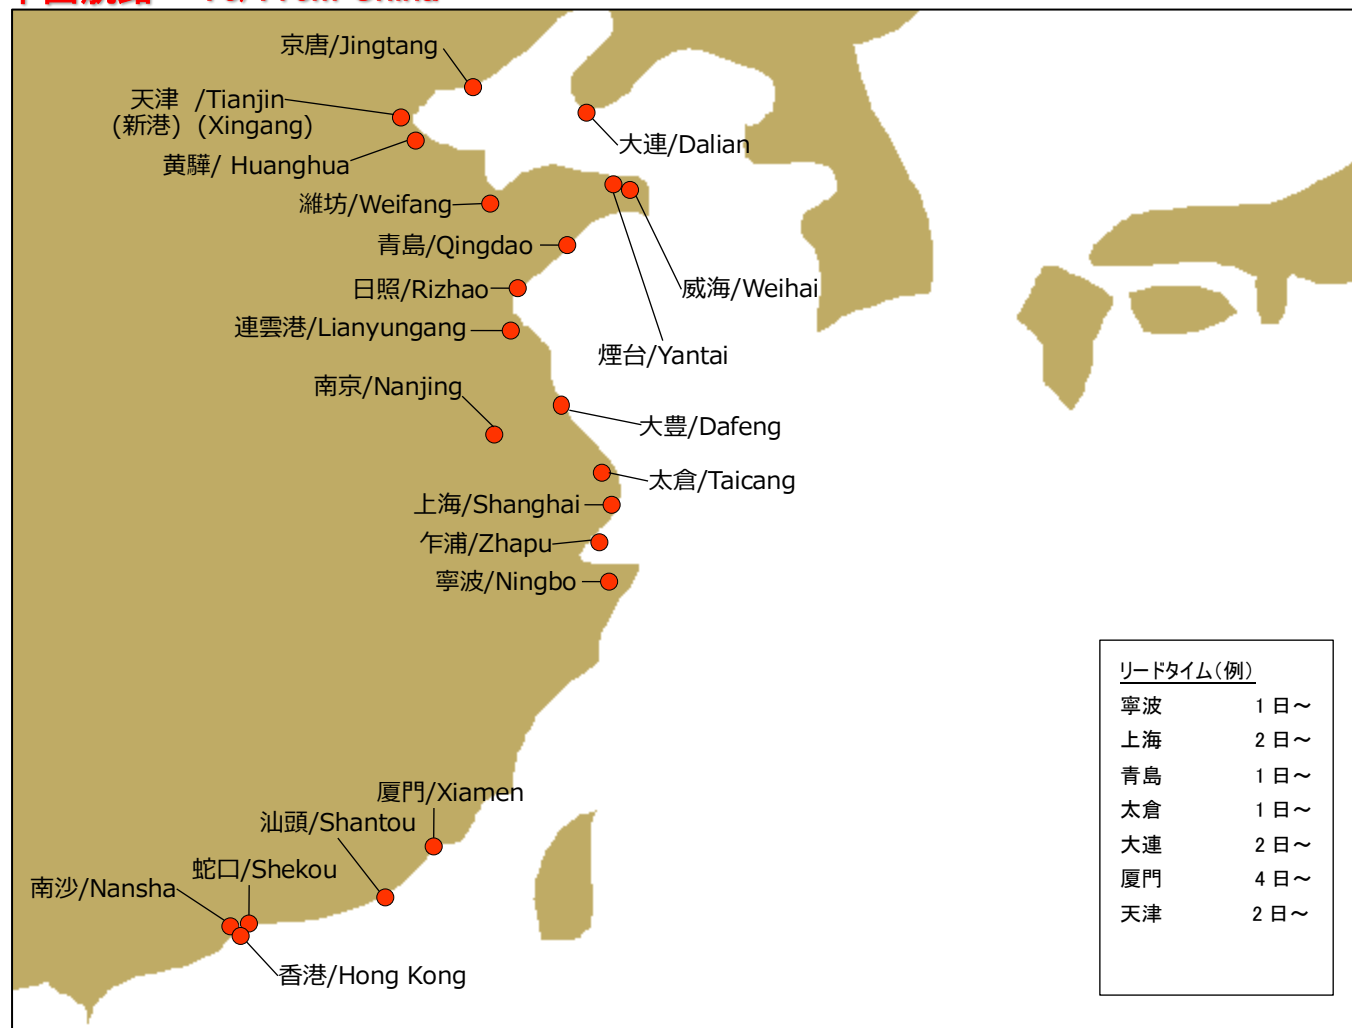 京唐/Jingtang
天津 /Tianjin
(新港) (Xingang)
大連/Dalian
黄驊/ Huanghua
濰坊/Weifang
青島/Qingdao
日照/Rizhao
威海/Weihai
連雲港/Lianyungang
煙台/Yantai
南京/Nanjing
大豊/Dafeng
太倉/Taicang
上海/Shanghai
乍浦/Zhapu
寧波/Ningbo
厦門/Xiamen
汕頭/Shantou
蛇口/Shekou
南沙/Nansha
香港/Hong Kong
リードタイム(例)
寧波 1 日～
上海 2 日～
青島 1 日～
太倉 1 日～
大連 2 日～
厦門 4 日～
天津 2 日～